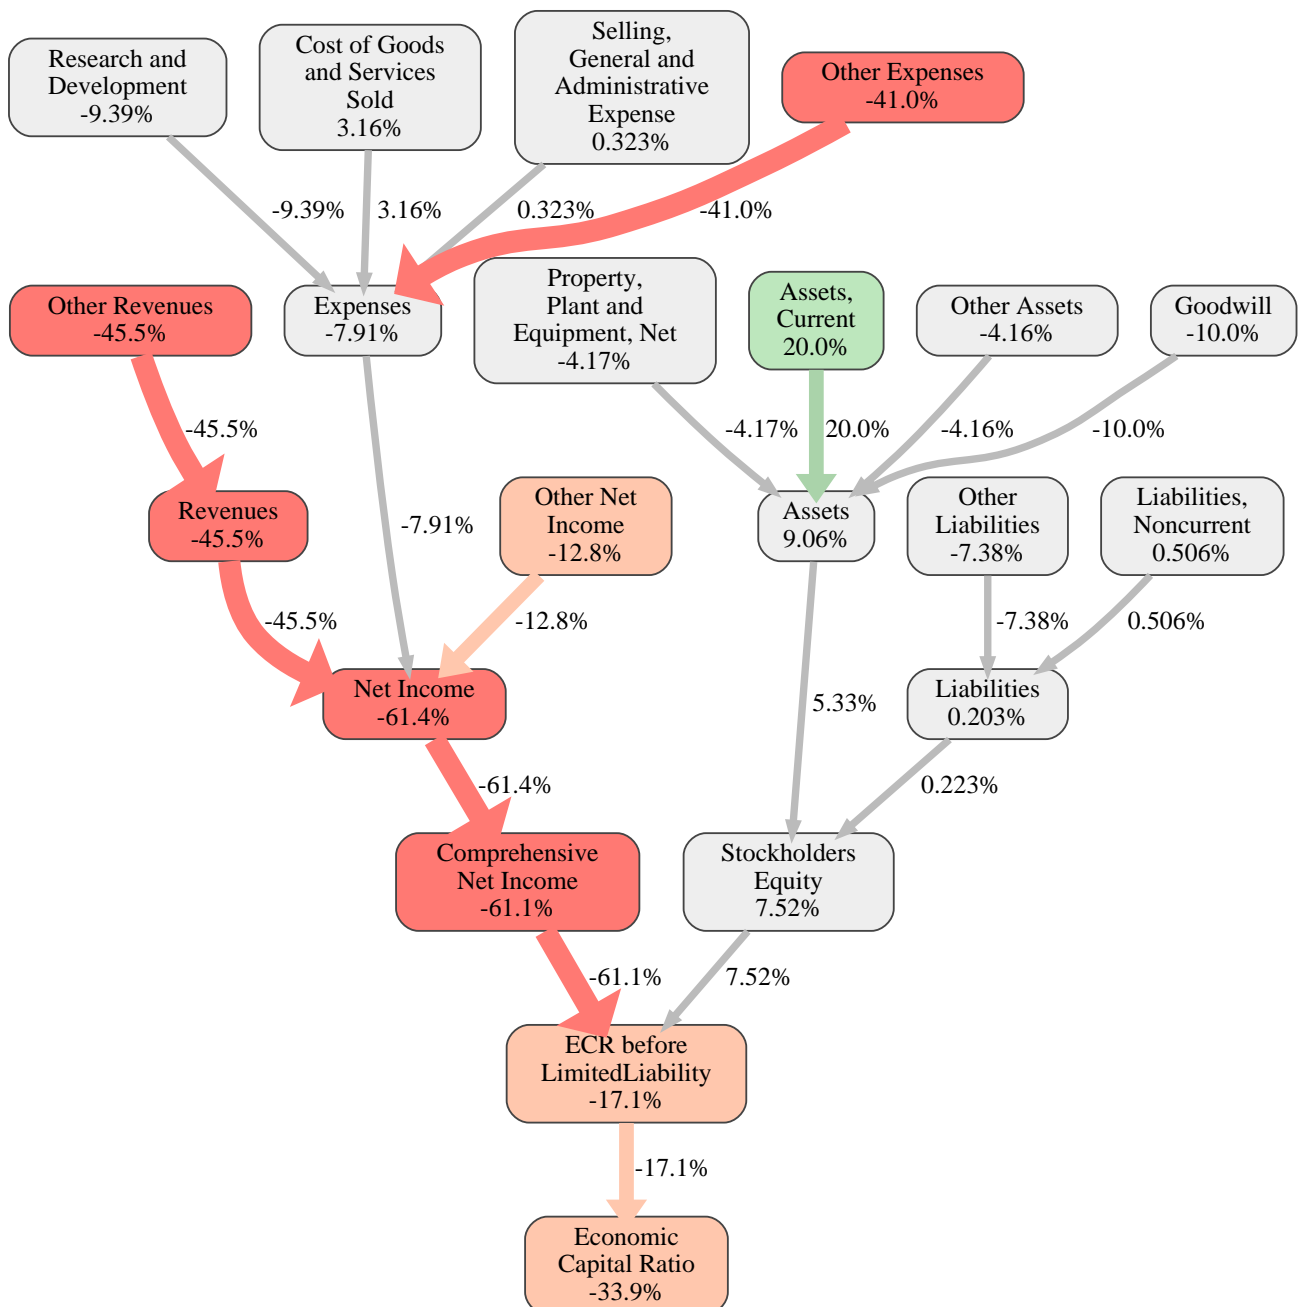 Research and
Development
-9.39%
Cost of Goods
and Services
Sold
3.16%
Selling,
General and
Administrative
Expense
0.323%
Other Expenses
-41.0%
-9.39%
3.16%
0.323%
-41.0%
Other Revenues
-45.5%
Expenses
-7.91%
Property,
Plant and
Equipment, Net
-4.17%
Assets,
Current
20.0%
Other Assets
-4.16%
Goodwill
-10.0%
-45.5%
-4.17%
20.0%
-4.16%
-10.0%
Revenues
-45.5%
-7.91%
Other Net
Income
-12.8%
Assets
9.06%
Other
Liabilities
-7.38%
Liabilities,
Noncurrent
0.506%
-45.5%
-12.8%
-7.38%
0.506%
Net Income
-61.4%
5.33%
Liabilities
0.203%
-61.4%
0.223%
Comprehensive
Net Income
-61.1%
Stockholders
Equity
7.52%
-61.1%
7.52%
ECR before
LimitedLiability
-17.1%
-17.1%
Economic
Capital Ratio
-33.9%